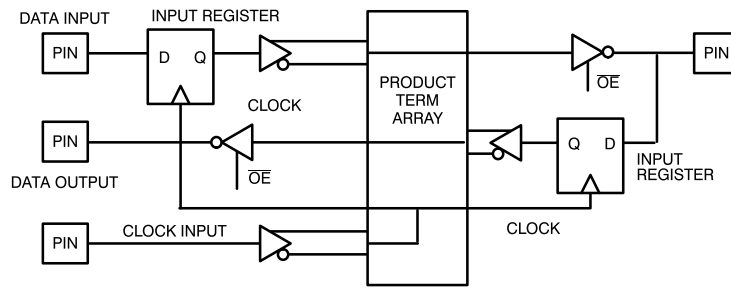 DATA INPUT
INPUT REGISTER
PIN
D Q
PIN
OE
CLOCK
PRODUCT
TERM
ARRAY
PIN
Q D
OE
INPUT
REGISTER
DATA OUTPUT
CLOCK INPUT
PIN
CLOCK